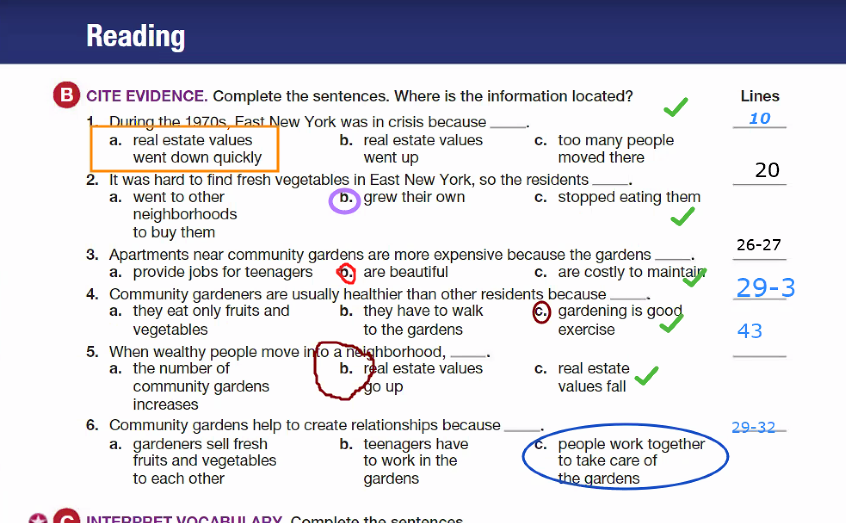 Reading
B CITE EVIDENCE. Complete the sentences. Where is the information located? Lines
1. During the 1970s, East New York was in crisis because _____. 10
a. real estate values went down quickly
b. real estate values went up
c. too many people moved there
2. It was hard to find fresh vegetables in East New York, so the residents _____. 20
a. went to other neighborhoods to buy them
b. grew their own
c. stopped eating them
3. Apartments near community gardens are more expensive because the gardens _____. 26-27
a. provide jobs for teenagers
b. are beautiful
c. are costly to maintain
4. Community gardeners are usually healthier than other residents because _____. 29-3
a. they eat only fruits and vegetables
b. they have to walk to the gardens
c. gardening is good exercise
5. When wealthy people move into a neighborhood, _____. 43
a. the number of community gardens increases
b. real estate values go up
c. real estate values fall
6. Community gardens help to create relationships because _____. 29-32
a. gardeners sell fresh fruits and vegetables to each other
b. teenagers have to work in the gardens
c. people work together to take care of the gardens
C INTERPRET VOCABULARY. Complete the sentences.